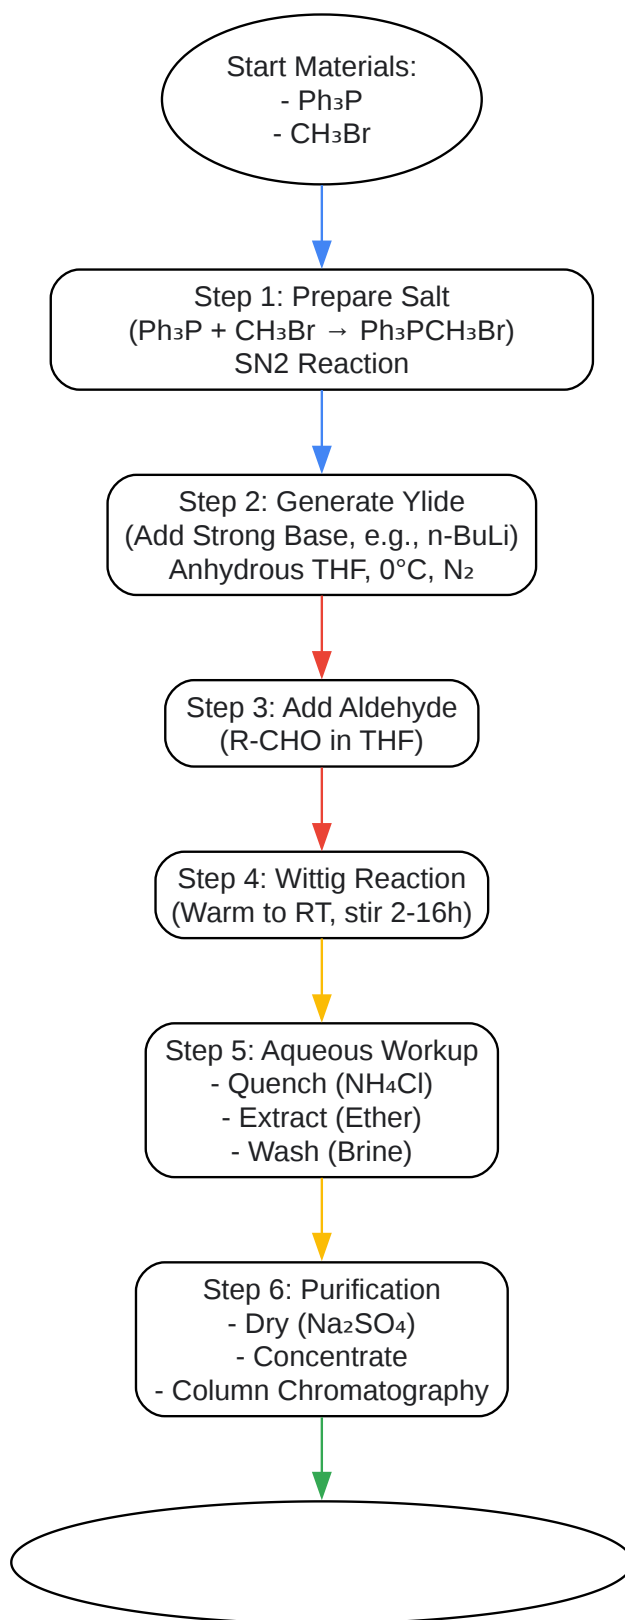 Start Materials:
- Ph₃P
- CH₃Br
Step 1: Prepare Salt
(Ph₃P + CH₃Br → Ph₃PCH₃Br)
SN2 Reaction
Step 2: Generate Ylide
(Add Strong Base, e.g., n-BuLi)
Anhydrous THF, 0°C, N₂
Step 3: Add Aldehyde
(R-CHO in THF)
Step 4: Wittig Reaction
(Warm to RT, stir 2-16h)
Step 5: Aqueous Workup
- Quench (NH₄Cl)
- Extract (Ether)
- Wash (Brine)
Step 6: Purification
- Dry (Na₂SO₄)
- Concentrate
- Column Chromatography